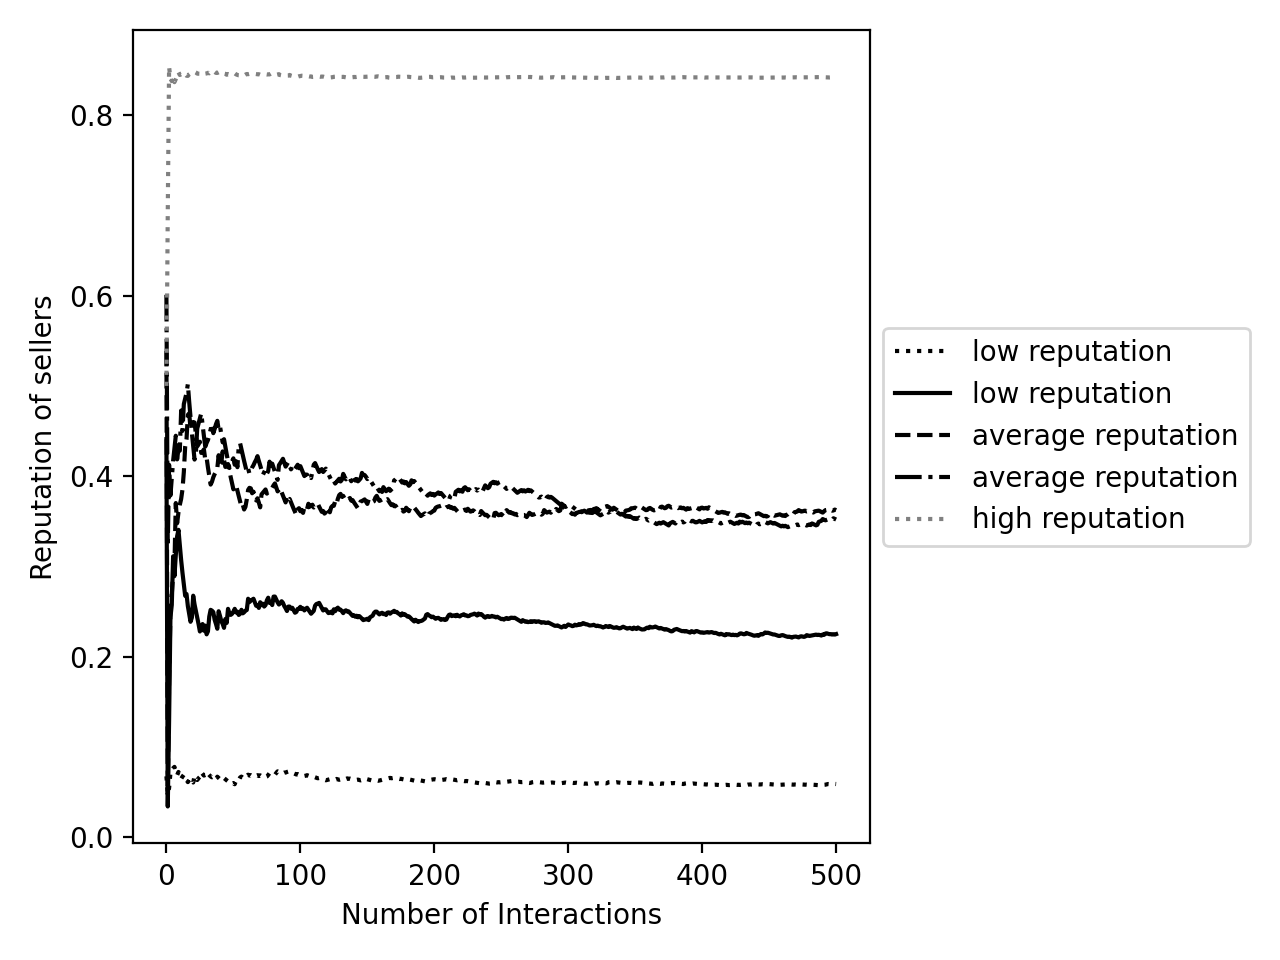 0.8
0.6
0.4
0.2
0.0
Reputation of sellers
0 100 200 300 400 500
Number of Interactions
low reputation
low reputation
average reputation
average reputation
high reputation